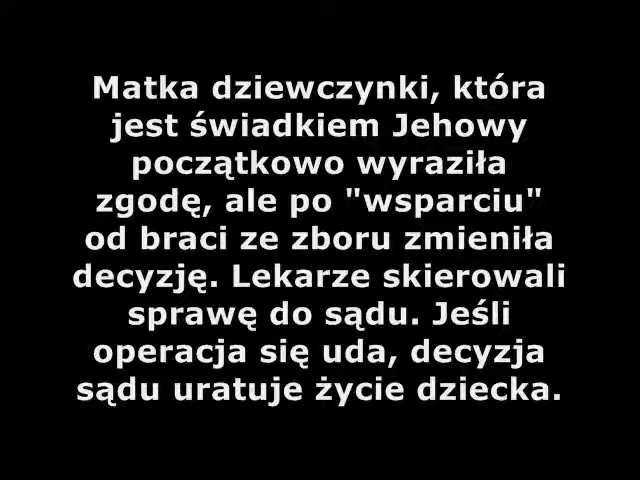 Matka dziewczynki, która
jest świadkiem Jehowy
początkowo wyraziła
zgodę, ale po "wsparciu"
od braci ze zboru zmieniła
decyzję. Lekarze skierowali
sprawę do sądu. Jeśli
operacja się uda, decyzja
sądu uratuje życie dziecka.